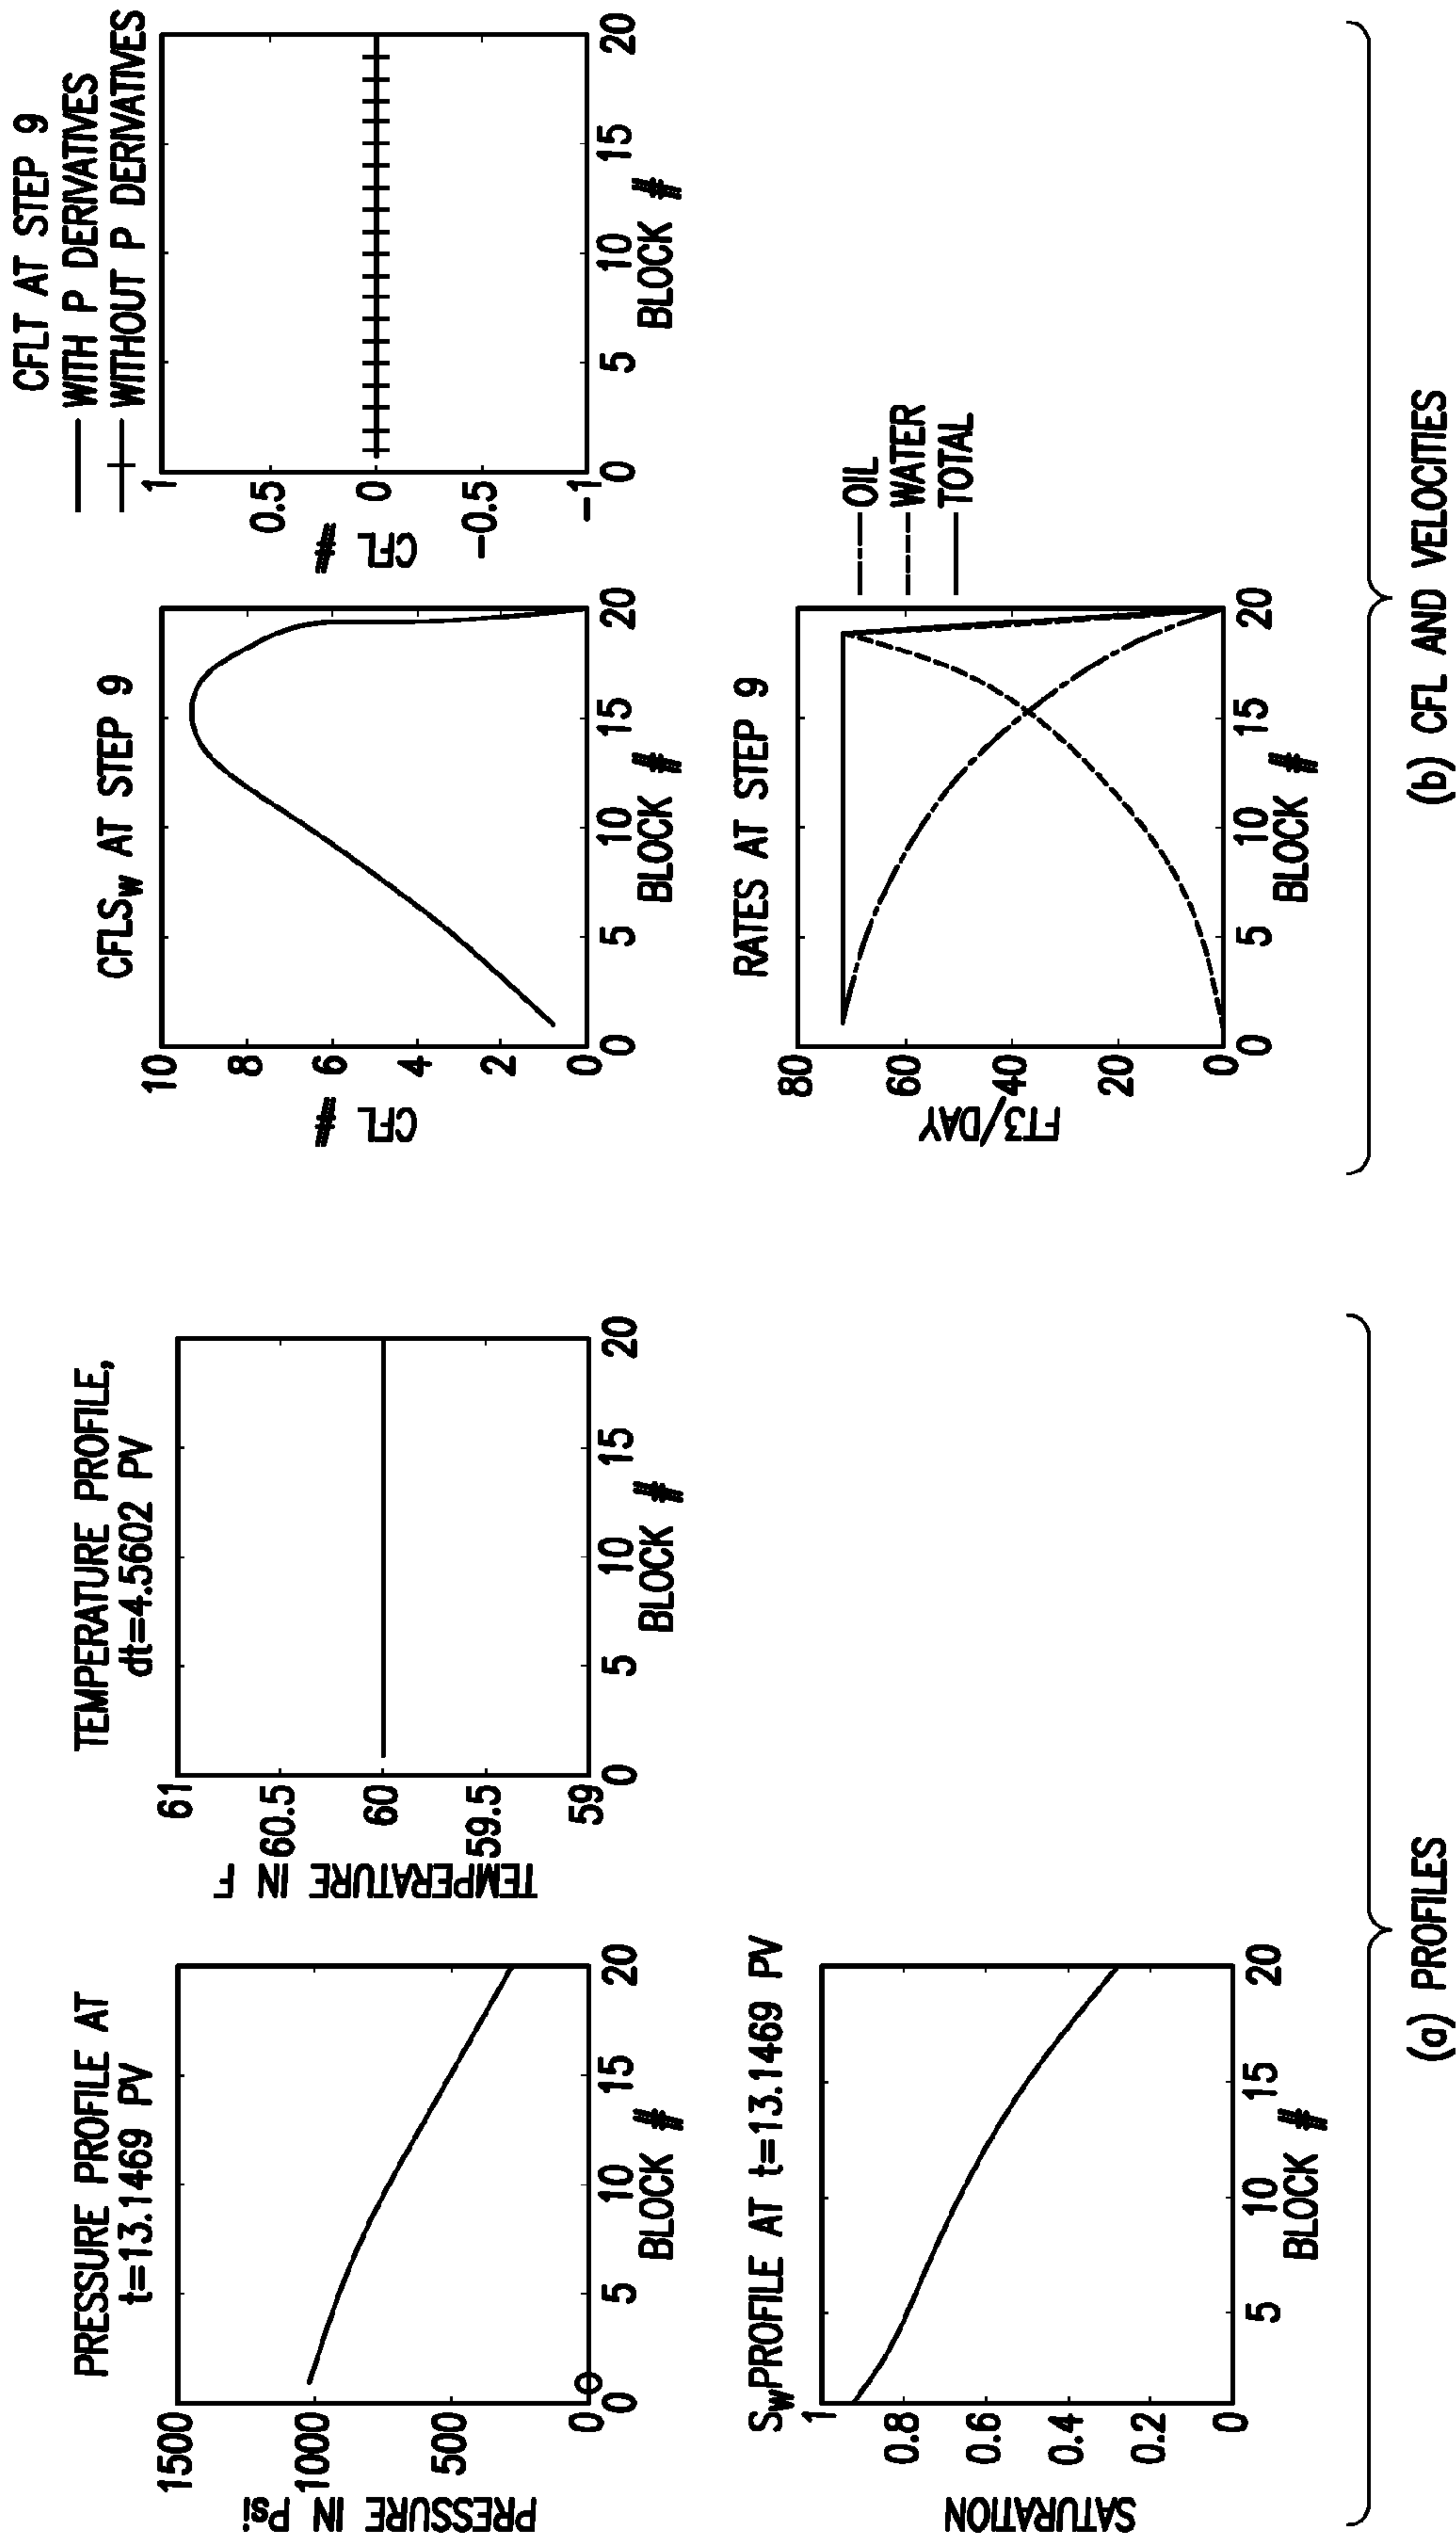 PRESSURE PROFILE AT
t=13.1469 PV
PRESSURE IN Psi
1500
1000
500
0
0 5 10 15 20
BLOCK #
TEMPERATURE PROFILE,
dt=4.5602 PV
TEMPERATURE IN F
61
60.5
60
59.5
59
0 5 10 15 20
BLOCK #
SwPROFILE AT t=13.1469 PV
SATURATION
1
0.8
0.6
0.4
0.2
0
5 10 15 20
BLOCK #
(a) PROFILES
CFLSw AT STEP 9
CFL #
10
8
6
4
2
0
0 5 10 15 20
BLOCK #
CFLT AT STEP 9
WITH P DERIVATIVES
WITHOUT P DERIVATIVES
CFL #
1
0.5
0
-0.5
-1
0 5 10 15 20
BLOCK #
RATES AT STEP 9
FT3/DAY
80
60
40
20
0
0 5 10 15 20
BLOCK #
OIL
WATER
TOTAL
(b) CFL AND VELOCITIES